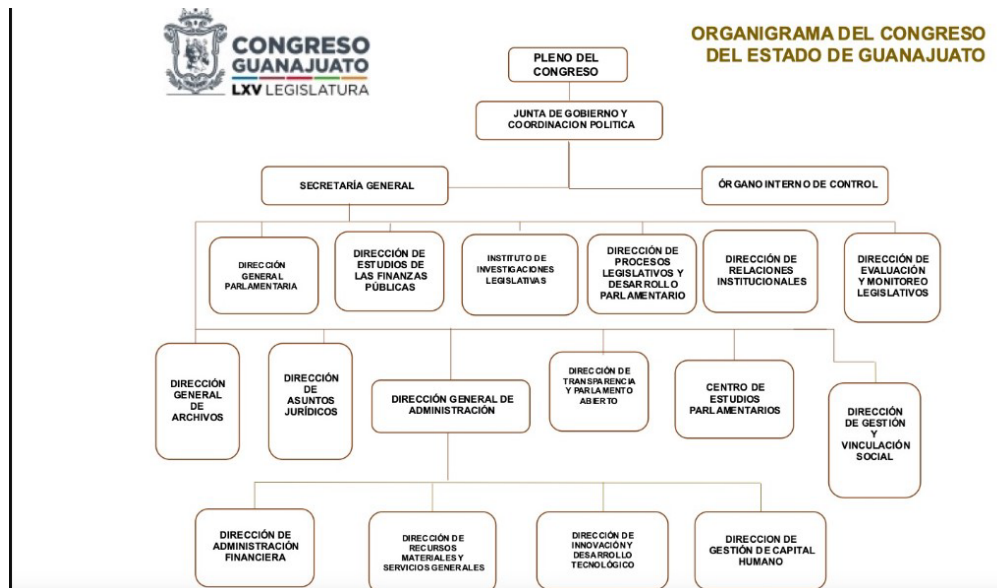 CONGRESO
GUANAJUATO
LXV LEGISLATURA
ORGANIGRAMA DEL CONGRESO
DEL ESTADO DE GUANAJUATO
PLENO DEL
CONGRESO
JUNTA DE GOBIERNO Y
COORDINACION POLITICA
SECRETARÍA GENERAL
ÓRGANO INTERNO DE CONTROL
DIRECCIÓN
GENERAL
PARLAMENTARIA
DIRECCIÓN DE
ESTUDIOS DE
LAS FINANZAS
PÚBLICAS
INSTITUTO DE
INVESTIGACIONES
LEGISLATIVAS
DIRECCIÓN DE
PROCESOS
LEGISLATIVOS Y
DESARROLLO
PARLAMENTARIO
DIRECCIÓN DE
RELACIONES
INSTITUCIONALES
DIRECCIÓN DE
EVALUACIÓN
Y MONITOREO
LEGISLATIVOS
DIRECCIÓN
GENERAL
DE
ARCHIVOS
DIRECCIÓN
DE
ASUNTOS
JURÍDICOS
DIRECCIÓN GENERAL DE
ADMINISTRACIÓN
DIRECCIÓN DE
TRANSPARENCIA
Y PARLAMENTO
ABIERTO
CENTRO DE
ESTUDIOS
PARLAMENTARIOS
DIRECCIÓN
DE GESTIÓN
Y
VINCULACIÓN
SOCIAL
DIRECCIÓN DE
ADMINISTRACIÓN
FINANCIERA
DIRECCIÓN DE
RECURSOS
MATERIALES Y
SERVICIOS GENERALES
DIRECCIÓN DE
INNOVACIÓN Y
DESARROLLO
TECNOLÓGICO
DIRECCION DE
GESTIÓN DE CAPITAL
HUMANO